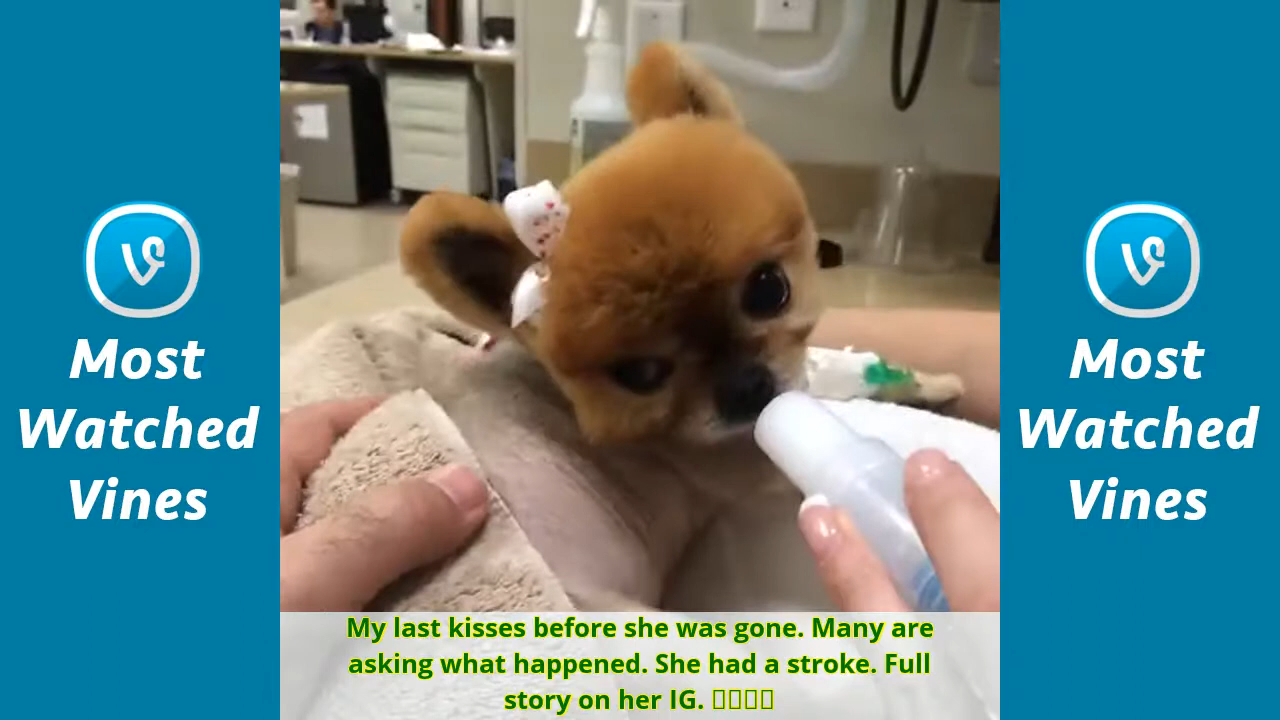 Most
Watched
Vines
Most
Watched
Vines
My last kisses before she was gone. Many are
asking what happened. She had a stroke. Full
story on her IG.